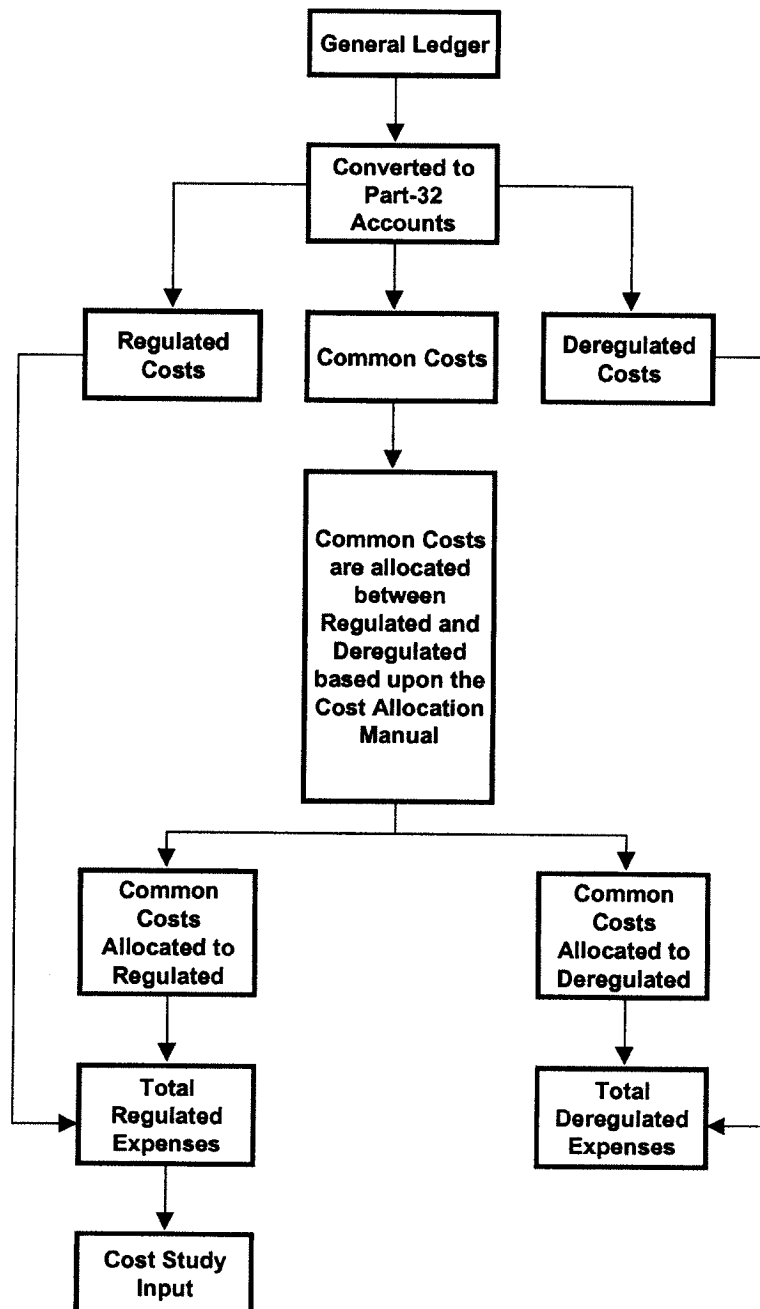 General Ledger
Converted to
Part-32
Accounts
Regulated
Costs
Common Costs
Deregulated
Costs
Common Costs
are allocated
between
Regulated and
Deregulated
based upon the
Cost Allocation
Manual
Common
Costs
Allocated to
Regulated
Common
Costs
Allocated to
Deregulated
Total
Regulated
Expenses
Total
Deregulated
Expenses
Cost Study
Input